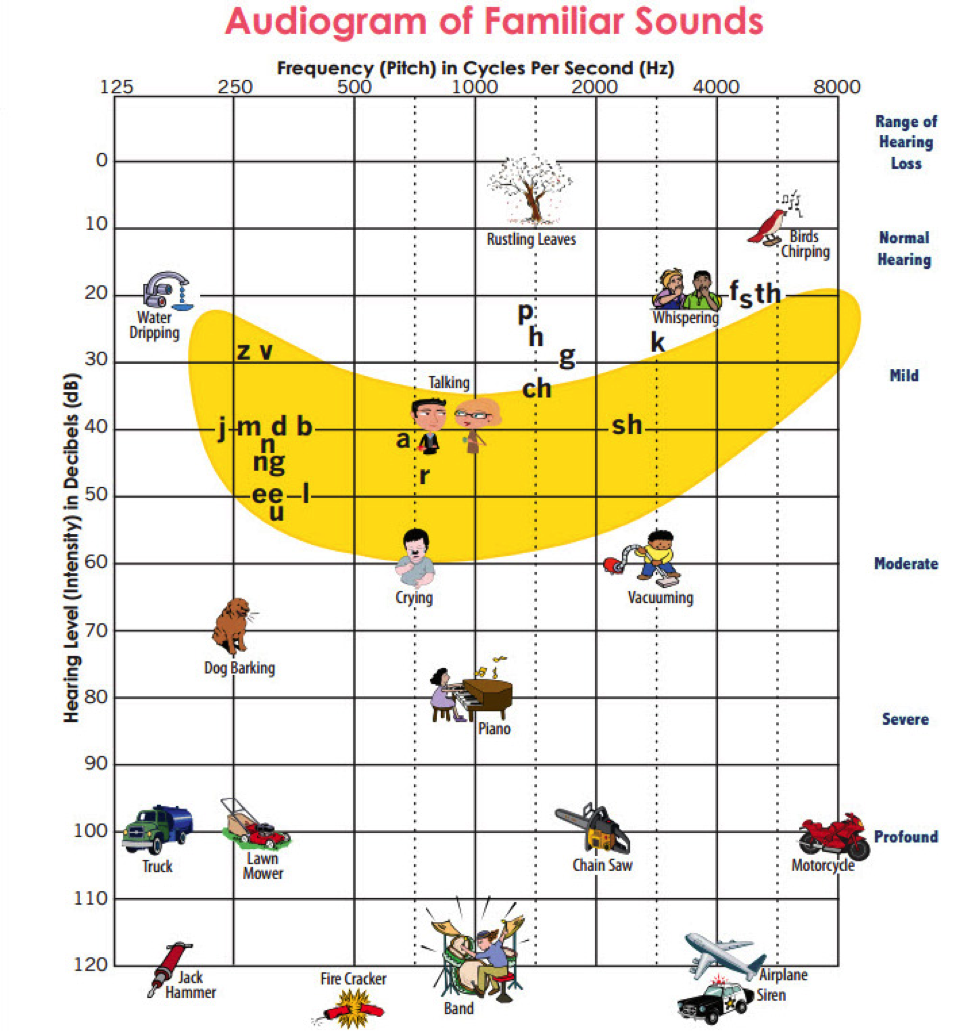 Audiogram of Familiar Sounds
Frequency (Pitch) in Cycles Per Second (Hz)
125 250 500 1000 2000 4000 8000
Range of
Hearing
Loss
0
10
Rustling Leaves
Birds
Chirping
Normal
Hearing
20
Water
Dripping
Whispering
f s th
p
h
g
k
z v
30
Talking
ch
Mild
Hearing Level (Intensity) in Decibels (dB)
40
j m d b
n
ng
a
r
sh
50
ee l
u
60
Crying
Vacuuming
Moderate
70
Dog Barking
80
Piano
Severe
90
100
Truck
Lawn
Mower
Chain Saw
Motorcycle
Profound
110
120
Jack
Hammer
Fire Cracker
Band
Airplane
Siren